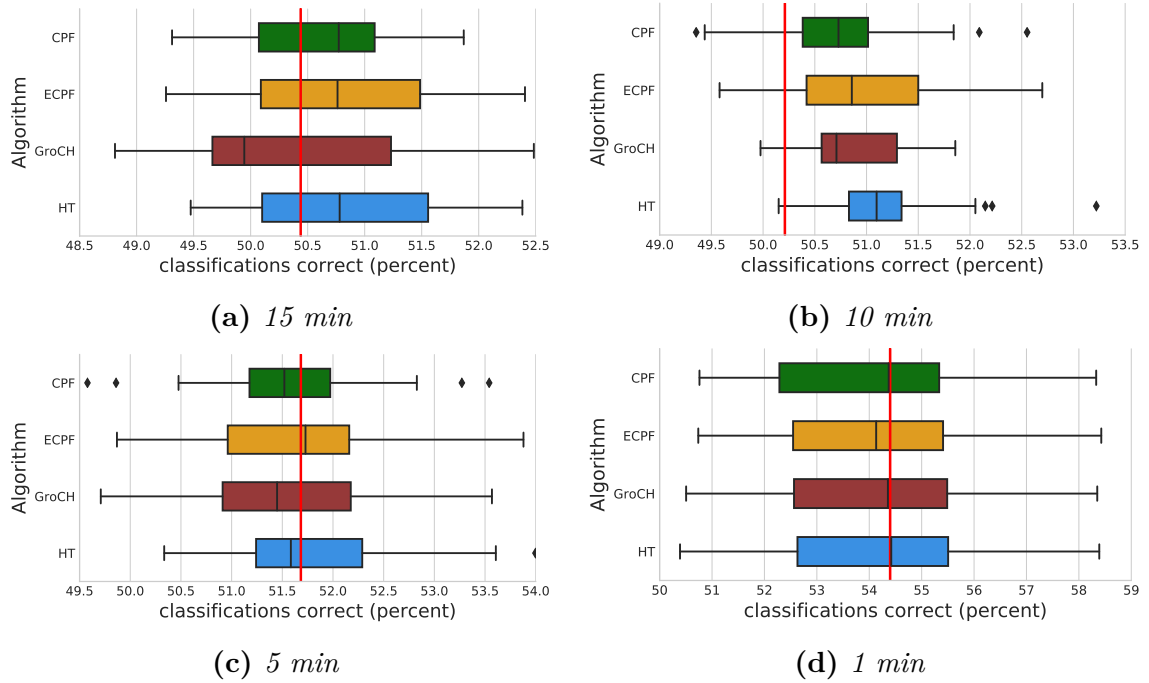 Algorithm
CPF
ECPF
GroCH
HT
48.5 49.0 49.5 50.0 50.5 51.0 51.5 52.0 52.5
classifications correct (percent)
(a) 15 min
Algorithm
CPF
ECPF
GroCH
HT
49.0 49.5 50.0 50.5 51.0 51.5 52.0 52.5 53.0 53.5
classifications correct (percent)
(b) 10 min
Algorithm
CPF
ECPF
GroCH
HT
49.5 50.0 50.5 51.0 51.5 52.0 52.5 53.0 53.5 54.0
classifications correct (percent)
(c) 5 min
Algorithm
CPF
ECPF
GroCH
HT
50 51 52 53 54 55 56 57 58 59
classifications correct (percent)
(d) 1 min